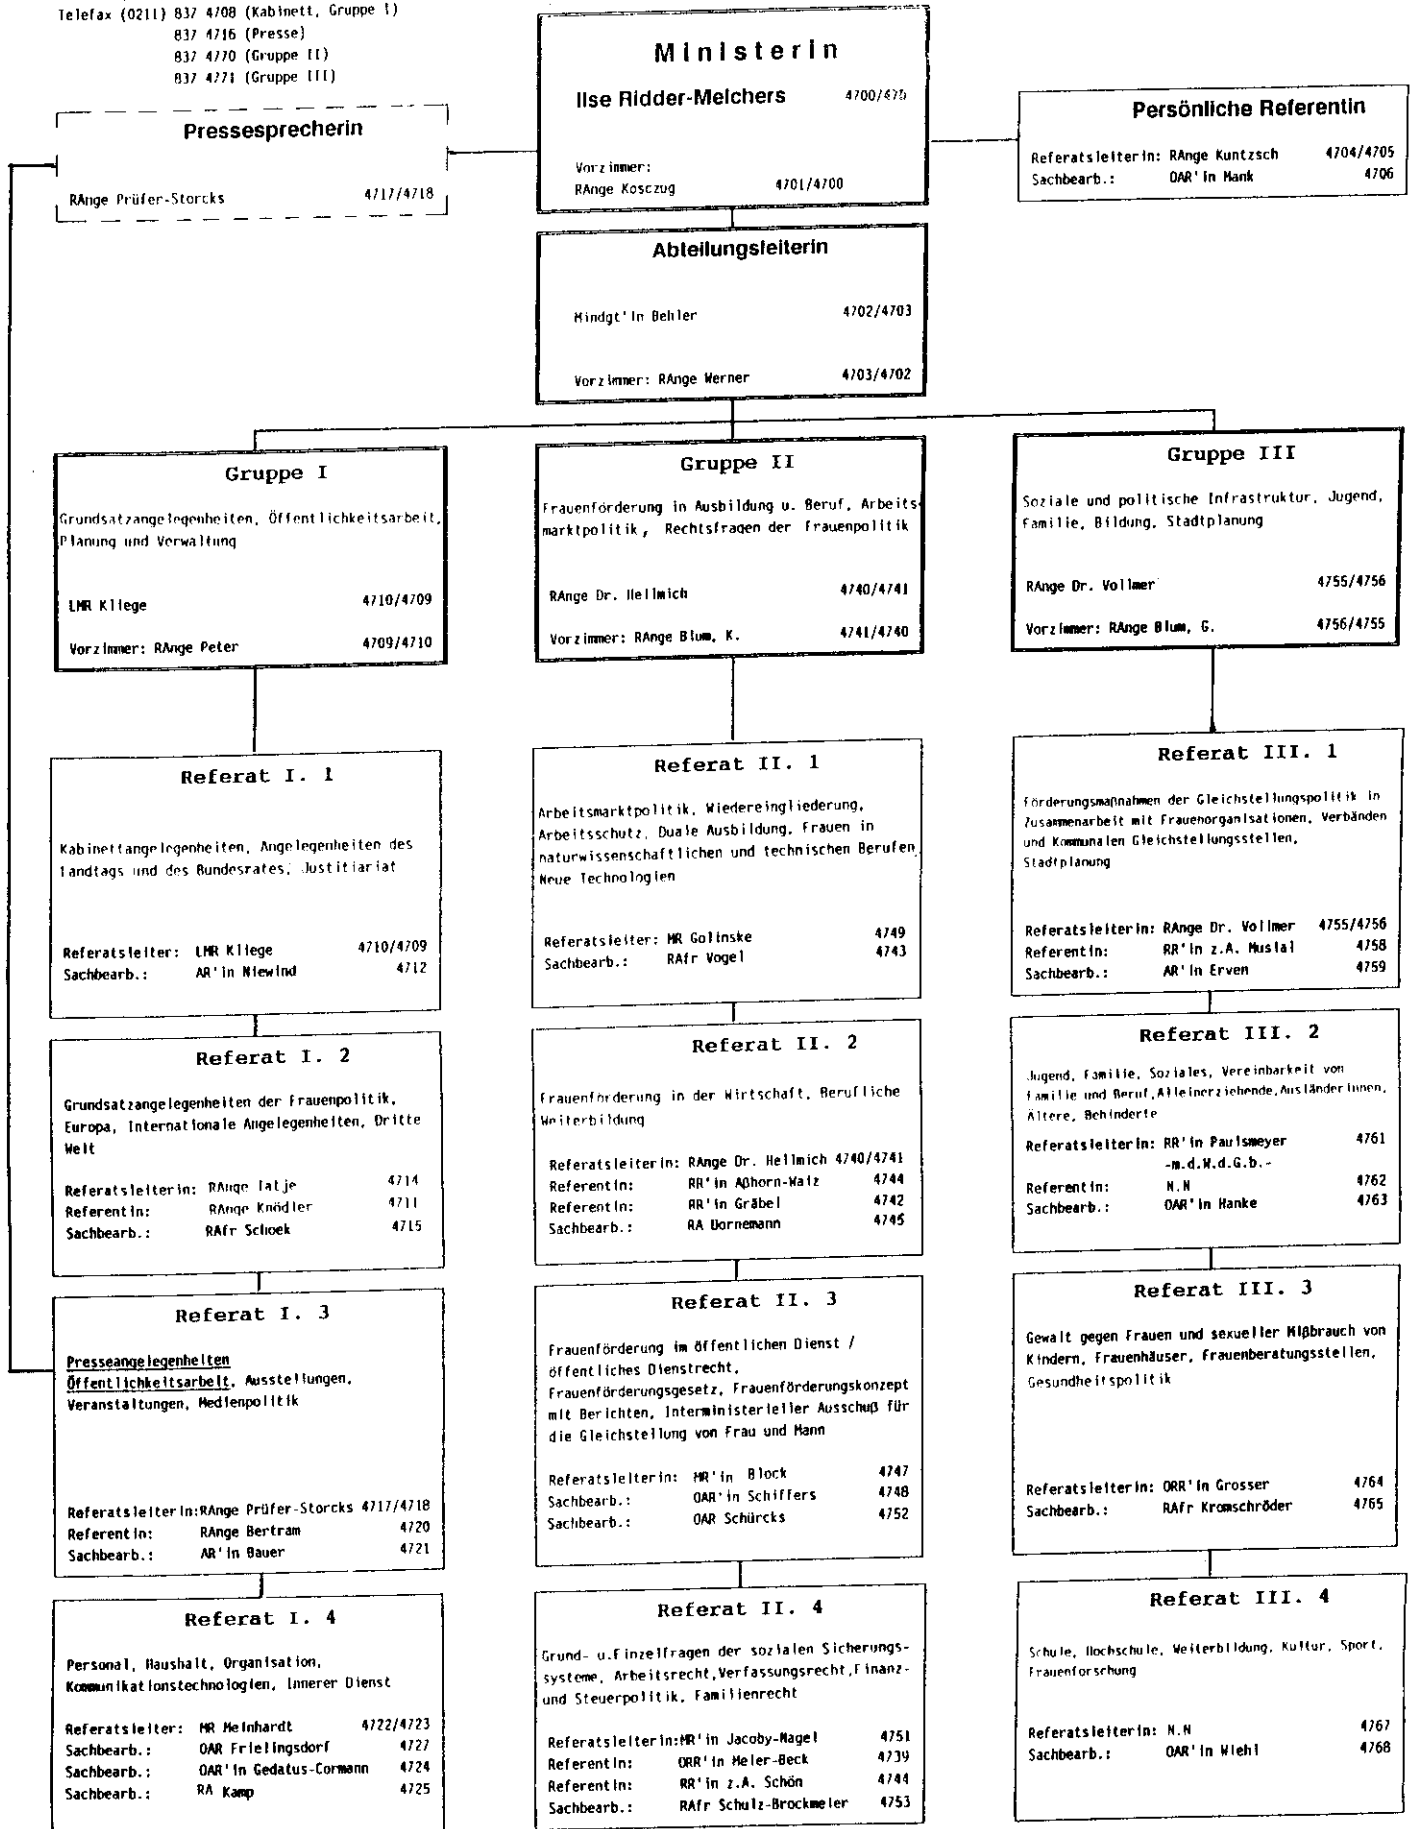 Telefax (0211) 837 4708 (Kabinett, Gruppe I)
837 4716 (Presse)
837 4770 (Gruppe II)
837 4771 (Gruppe III)
Ministerin
Ilse Ridder-Melchers 4700/470
Vorzimmer:
RAnge Kosczug 4701/4700
Pressesprecherin
RAnge Prüfer-Storcks 4717/4718
Persönliche Referentin
Referatsleiterin: RAnge Kuntzsch 4704/4705
Sachbearb.: OAR'in Mank 4706
Abteilungsleiterin
Mindgt'in Behler 4702/4703
Vorzimmer: RAnge Werner 4703/4702
Gruppe I
Grundsatzangelegenheiten, Öffentlichkeitsarbeit,
Planung und Verwaltung
LMR Kliege 4710/4709
Vorzimmer: RAnge Peter 4709/4710
Gruppe II
Frauenförderung in Ausbildung u. Beruf, Arbeits-
marktpolitik, Rechtsfragen der Frauenpolitik
RAnge Dr. Hellmich 4740/4741
Vorzimmer: RAnge Blum, K. 4741/4740
Gruppe III
Soziale und politische Infrastruktur, Jugend,
Familie, Bildung, Stadtplanung
RAnge Dr. Vollmer 4755/4756
Vorzimmer: RAnge Blum, G. 4756/4755
Referat I. 1
Kabinettangelegenheiten, Angelegenheiten des
Landtags und des Bundesrates, Justitiariat
Referatsleiter: LMR Kliege 4710/4709
Sachbearb.: AR'in Niewind 4712
Referat I. 2
Grundsatzangelegenheiten der Frauenpolitik,
Europa, Internationale Angelegenheiten, Dritte
Welt
Referatsleiterin: RAnge Tatje 4714
Referentin: RAnge Knödler 4711
Sachbearb.: RAfr Schoek 4715
Referat I. 3
Presseangelegenheiten
Öffentlichkeitsarbeit, Ausstellungen,
Veranstaltungen, Medienpolitik
Referatsleiterin: RAnge Prüfer-Storcks 4717/4718
Referentin: RAnge Bertram 4720
Sachbearb.: AR'in Bauer 4721
Referat I. 4
Personal, Haushalt, Organisation,
Kommunikationstechnologien, Innerer Dienst
Referatsleiter: MR Meinhardt 4722/4723
Sachbearb.: OAR Frielingsdorf 4727
Sachbearb.: OAR'in Gedatus-Cormann 4724
Sachbearb.: RA Kamp 4725
Referat II. 1
Arbeitsmarktpolitik, Wiedereingliederung,
Arbeitsschutz, Duale Ausbildung, Frauen in
naturwissenschaftlichen und technischen Berufen,
Neue Technologien
Referatsleiter: MR Golinske 4749
Sachbearb.: RAfr Vogel 4743
Referat II. 2
Frauenförderung in der Wirtschaft, Berufliche
Weiterbildung
Referatsleiterin: RAnge Dr. Hellmich 4740/4741
Referentin: RR'in Aßhorn-Waiz 4744
Referentin: RR'in Gräbel 4742
Sachbearb.: RA Dornemann 4745
Referat II. 3
Frauenförderung im öffentlichen Dienst /
öffentliches Dienstrecht,
Frauenförderungsgesetz, Frauenförderungskonzept
mit Berichten, Interministerieller Ausschuß für
die Gleichstellung von Frau und Mann
Referatsleiterin: MR'in Block 4747
Sachbearb.: OAR'in Schiffers 4748
Sachbearb.: OAR Schürcks 4752
Referat II. 4
Grund- u.Einzelfragen der sozialen Sicherungs-
systeme, Arbeitsrecht,Verfassungsrecht,Finanz-
und Steuerpolitik, Familienrecht
Referatsleiterin:MR'in Jacoby-Nagel 4751
Referentin: ORR'in Meier-Beck 4739
Referentin: RR'in z.A. Schön 4744
Sachbearb.: RAfr Schulz-Brockmeier 4753
Referat III. 1
Förderungsmaßnahmen der Gleichstellungspolitik in
Zusammenarbeit mit Frauenorganisationen, Verbänden
und Kommunalen Gleichstellungsstellen,
Stadtplanung
Referatsleiterin: RAnge Dr. Vollmer 4755/4756
Referentin: RR'in z.A. Musial 4758
Sachbearb.: AR'in Erven 4759
Referat III. 2
Jugend, Familie, Soziales, Vereinbarkeit von
Familie und Beruf,Alleinerziehende,Ausländerinnen,
Ältere, Behinderte
Referatsleiterin: RR'in Paulsmeyer 4761
-m.d.W.d.G.b.-
Referentin: N.N 4762
Sachbearb.: OAR'in Hanke 4763
Referat III. 3
Gewalt gegen Frauen und sexueller Mißbrauch von
Kindern, Frauenhäuser, Frauenberatungsstellen,
Gesundheitspolitik
Referatsleiterin: ORR'in Grosser 4764
Sachbearb.: RAfr Kromschröder 4765
Referat III. 4
Schule, Hochschule, Weiterbildung, Kultur, Sport,
Frauenforschung
Referatsleiterin: N.N 4767
Sachbearb.: OAR'in Wiehl 4768